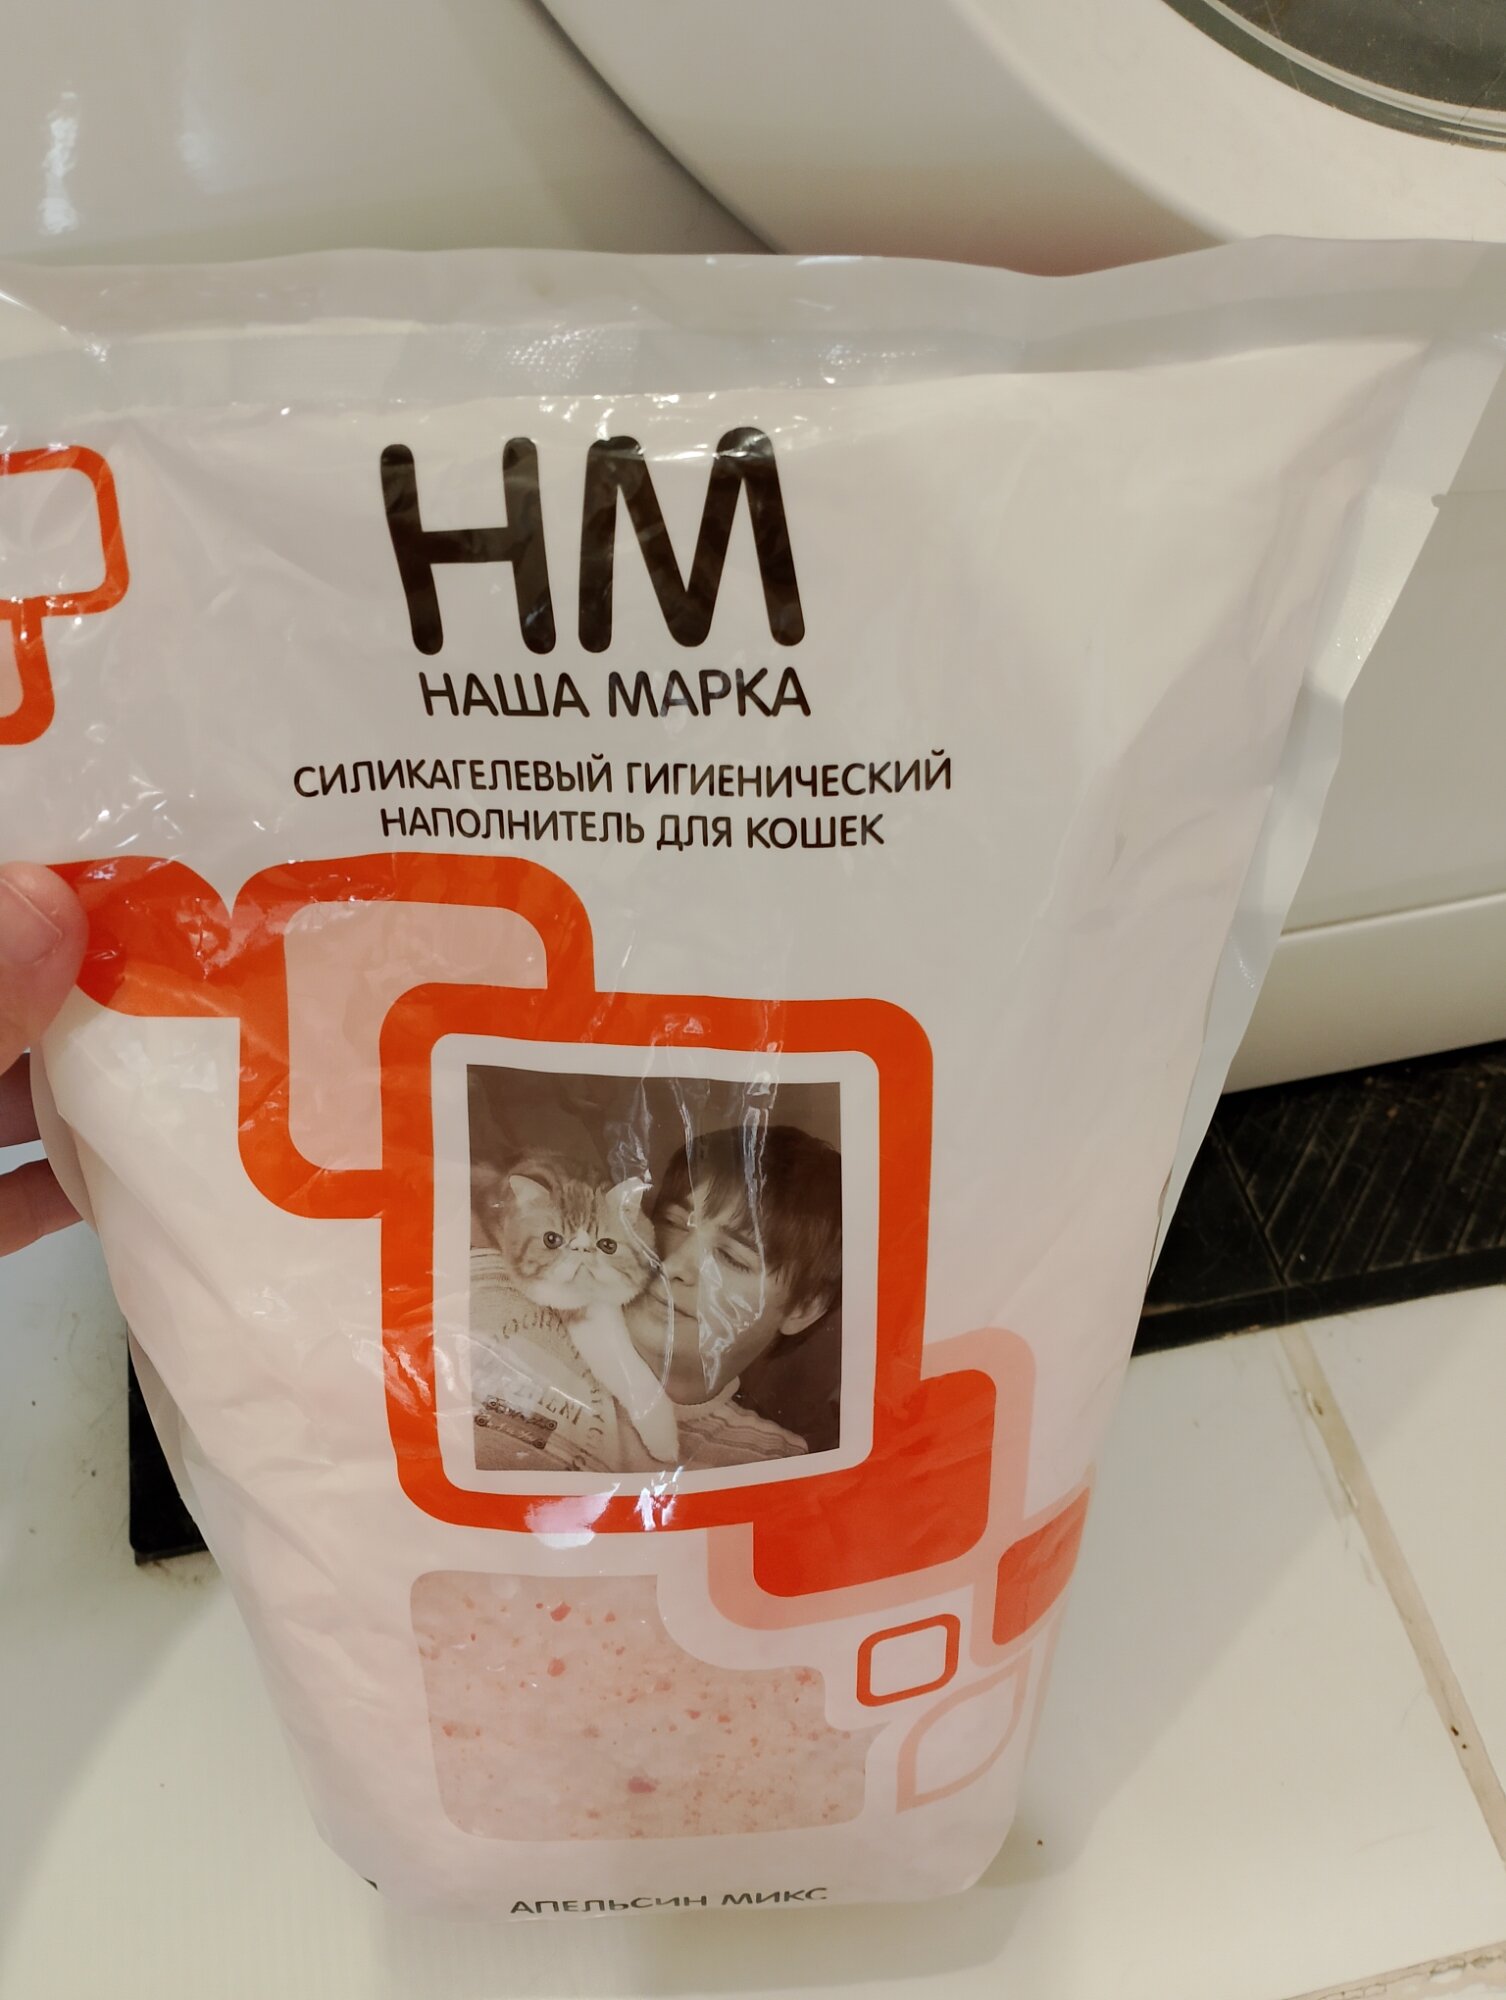 НМ
НАША МАРКА
СИЛИКАГЕЛЕВЫЙ ГИГИЕНИЧЕСКИЙ
НАПОЛНИТЕЛЬ ДЛЯ КОШЕК
АПЕЛЬСИН МИКС